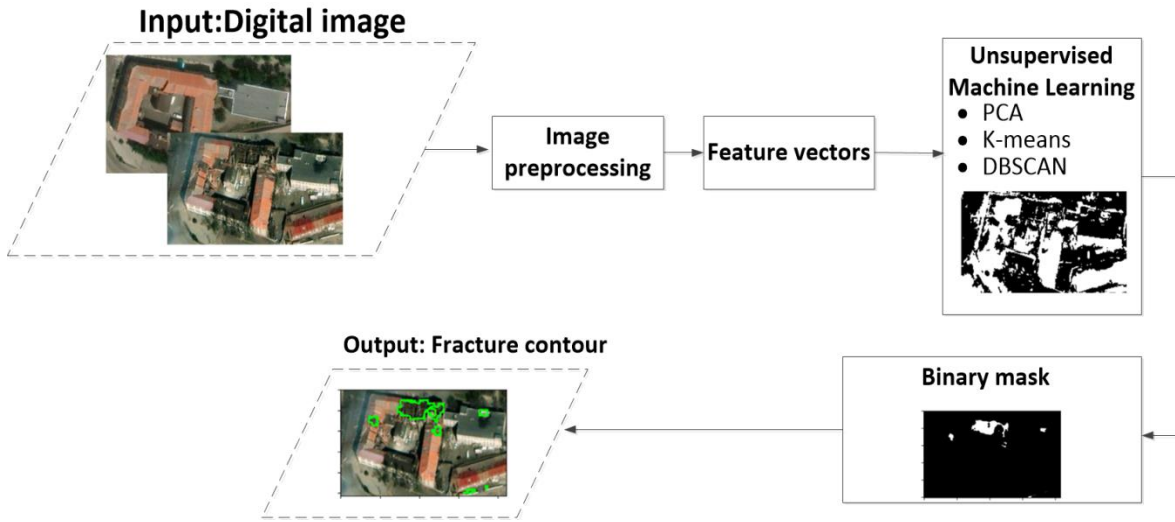 Input:Digital image
Image
preprocessing
Feature vectors
Unsupervised
Machine Learning
● PCA
● K-means
● DBSCAN
Binary mask
Output: Fracture contour